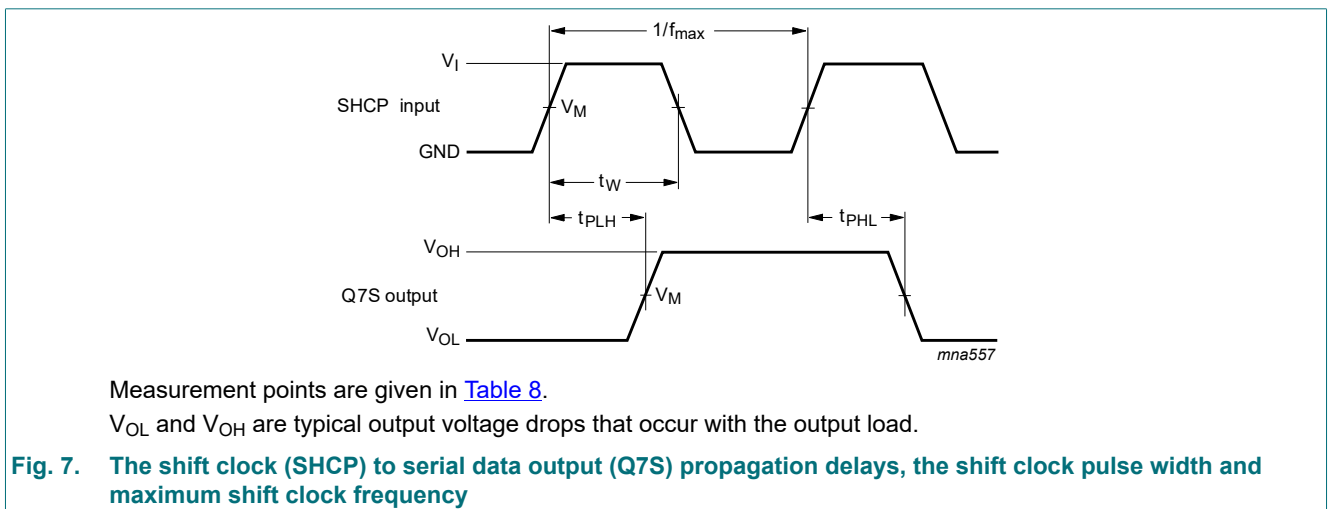 1/fmax
VI
SHCP input
VM
GND
tW
tPLH
tPHL
VOH
Q7S output
VM
VOL
mna557
Measurement points are given in Table 8.
VOL and VOH are typical output voltage drops that occur with the output load.
Fig. 7. The shift clock (SHCP) to serial data output (Q7S) propagation delays, the shift clock pulse width and
maximum shift clock frequency